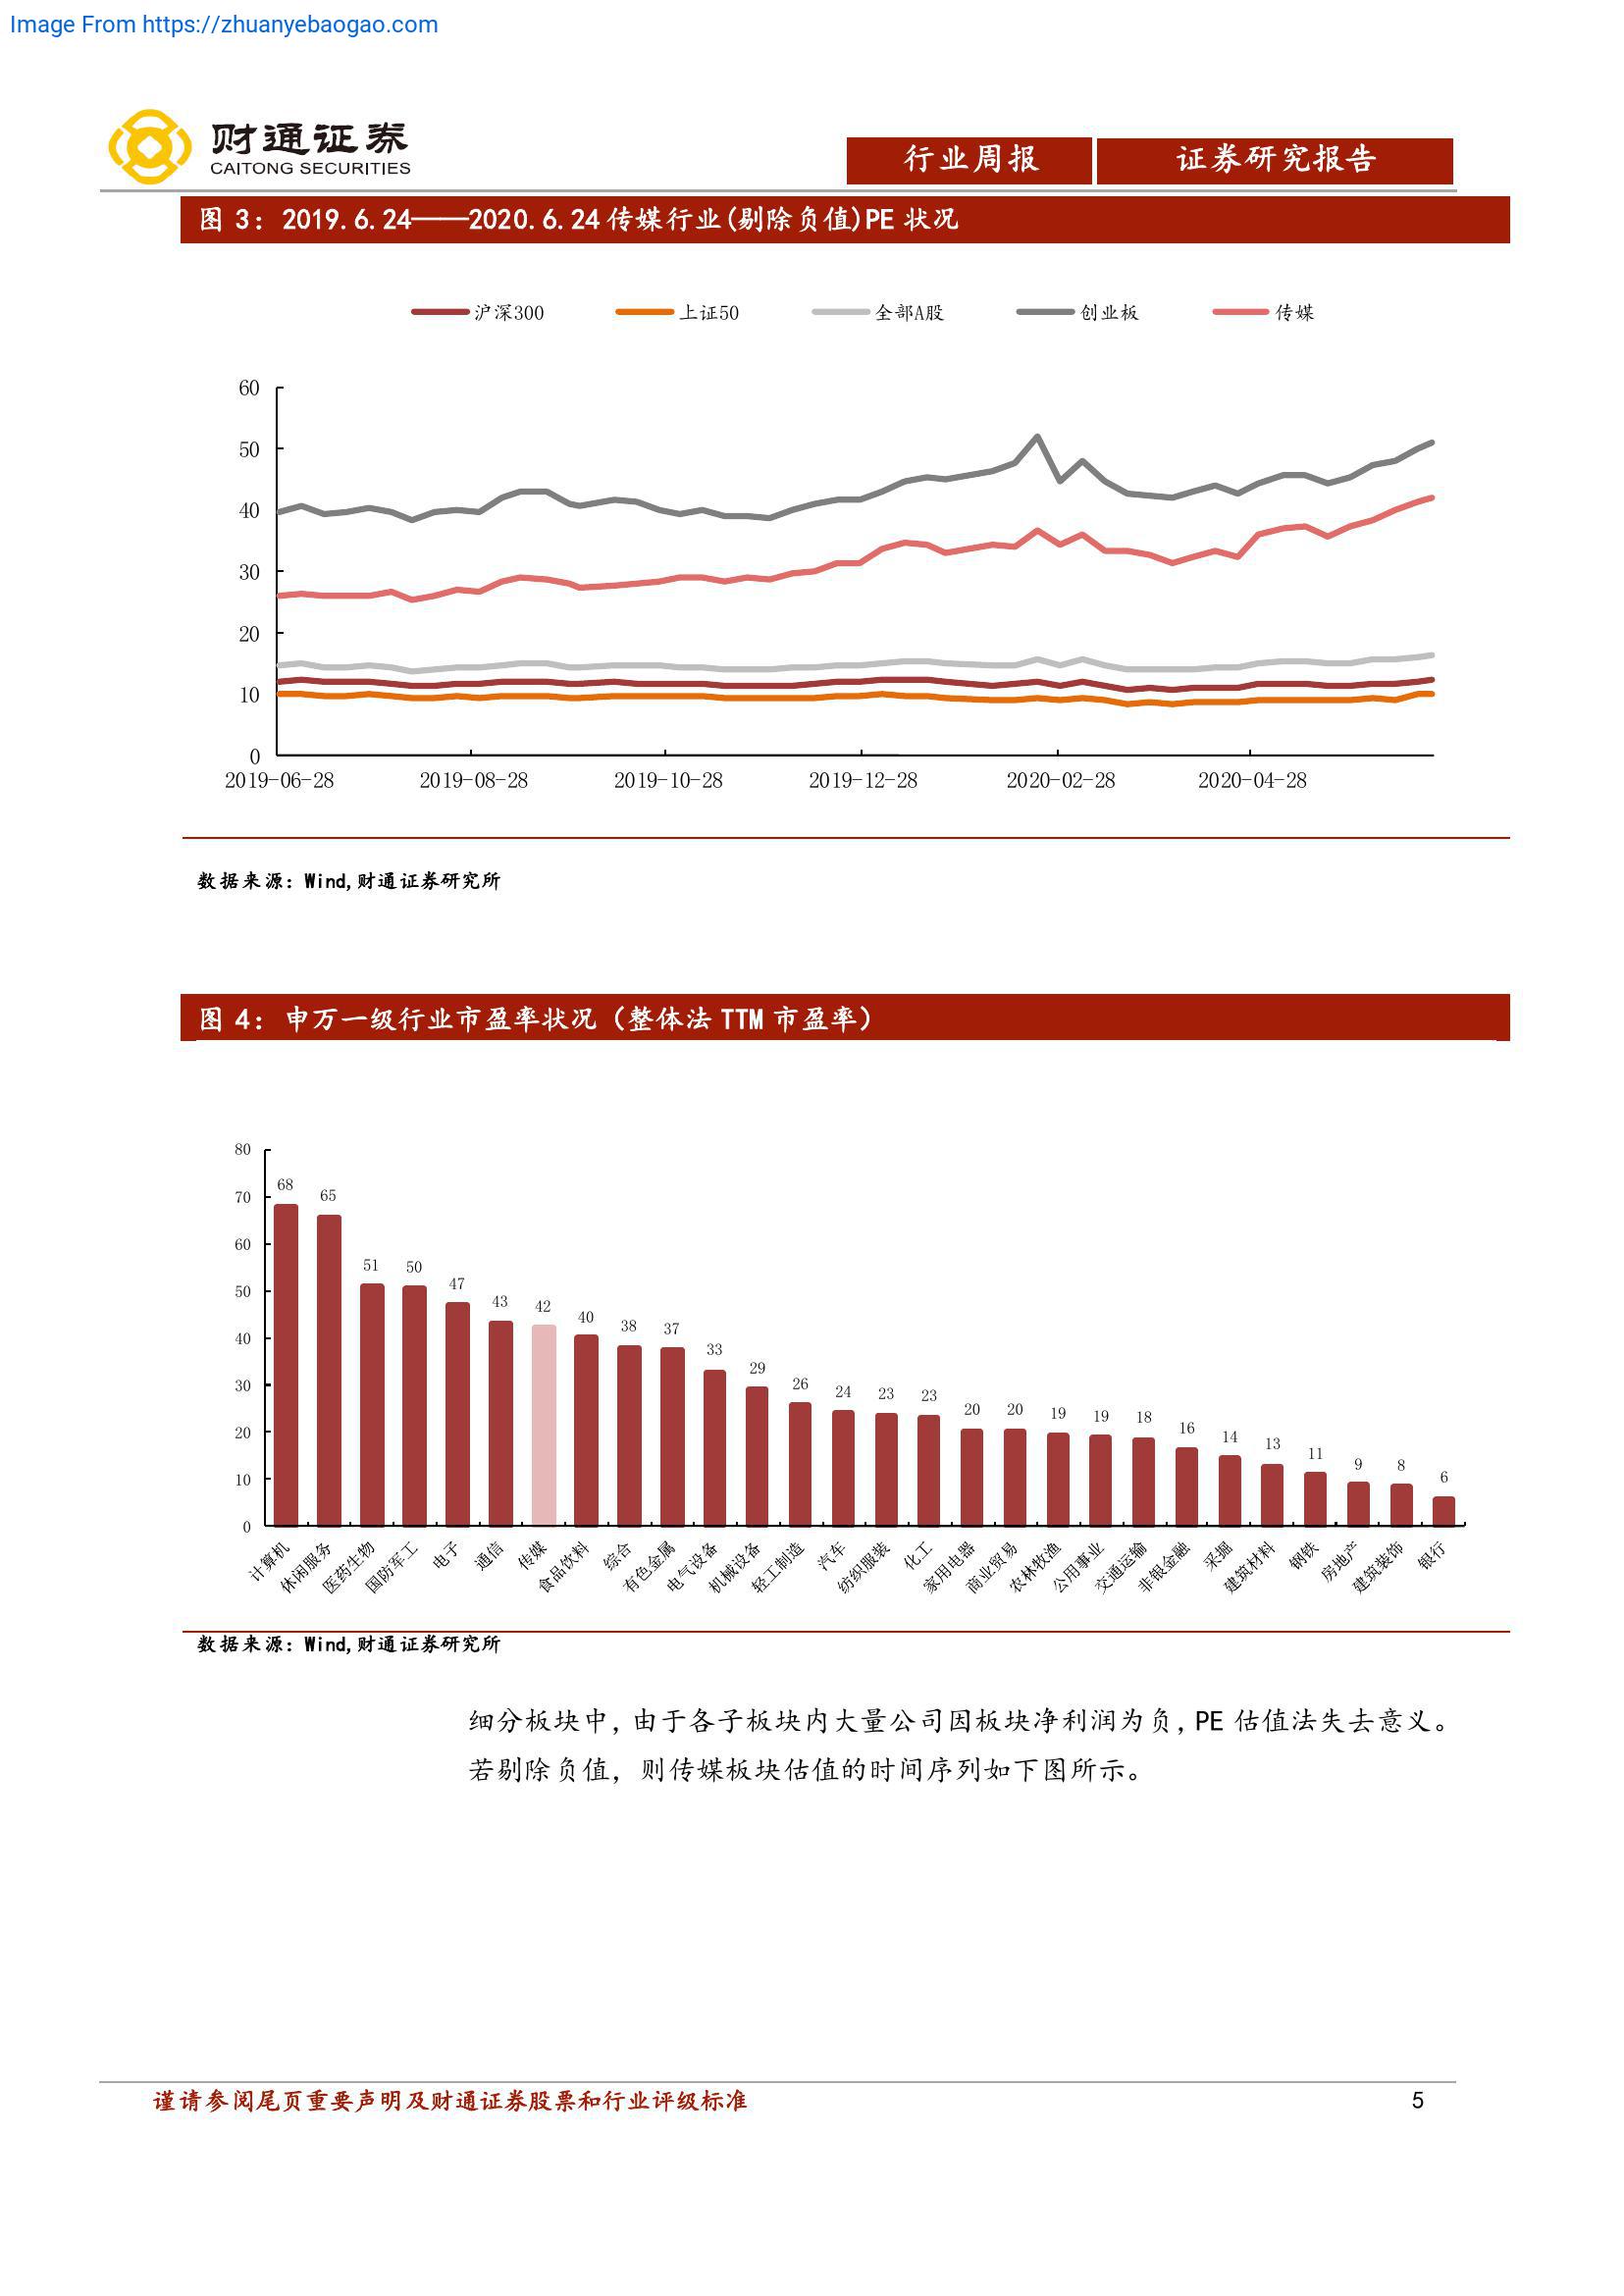 Image From https://zhuanyebaogao.com
财通证券
CAITONG SECURITIES
行业周报
证券研究报告
图 3： 2019.6.24——2020.6.24 传媒行业(剔除负值)PE 状况
沪深300 上证50 全部A股 创业板 传媒
60
50
40
30
20
10
0
2019-06-28 2019-08-28 2019-10-28 2019-12-28 2020-02-28 2020-04-28
数据来源：Wind,财通证券研究所
图 4： 申万一级行业市盈率状况（整体法 TTM 市盈率）
80
70
60
50
40
30
20
10
0
68 65 51 50 47 43 42 40 38 37 33 29 26 24 23 23 20 20 19 19 18 16 14 13 11 9 8 6
计算机 休闲服务 医药生物 国防军工 电子 通信 传媒 食品饮料 综合 有色金属 电气设备 机械设备 轻工制造 汽车 纺织服装 化工 家用电器 商业贸易 农林牧渔 公用事业 交通运输 非银金融 采掘 建筑材料 钢铁 房地产 建筑装饰 银行
数据来源：Wind,财通证券研究所
细分板块中，由于各子板块内大量公司因板块净利润为负，PE 估值法失去意义。
若剔除负值，则传媒板块估值的时间序列如下图所示。
谨请参阅尾页重要声明及财通证券股票和行业评级标准
5